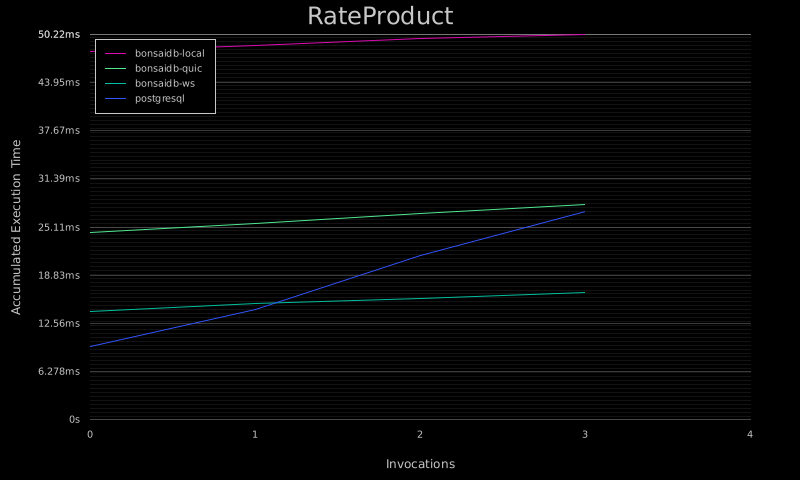 RateProduct
50.22ms
43.95ms
37.67ms
31.39ms
25.11ms
18.83ms
12.56ms
6.278ms
0s
Accumulated Execution Time
bonsaidb-local
bonsaidb-quic
bonsaidb-ws
postgresql
0 1 2 3 4
Invocations